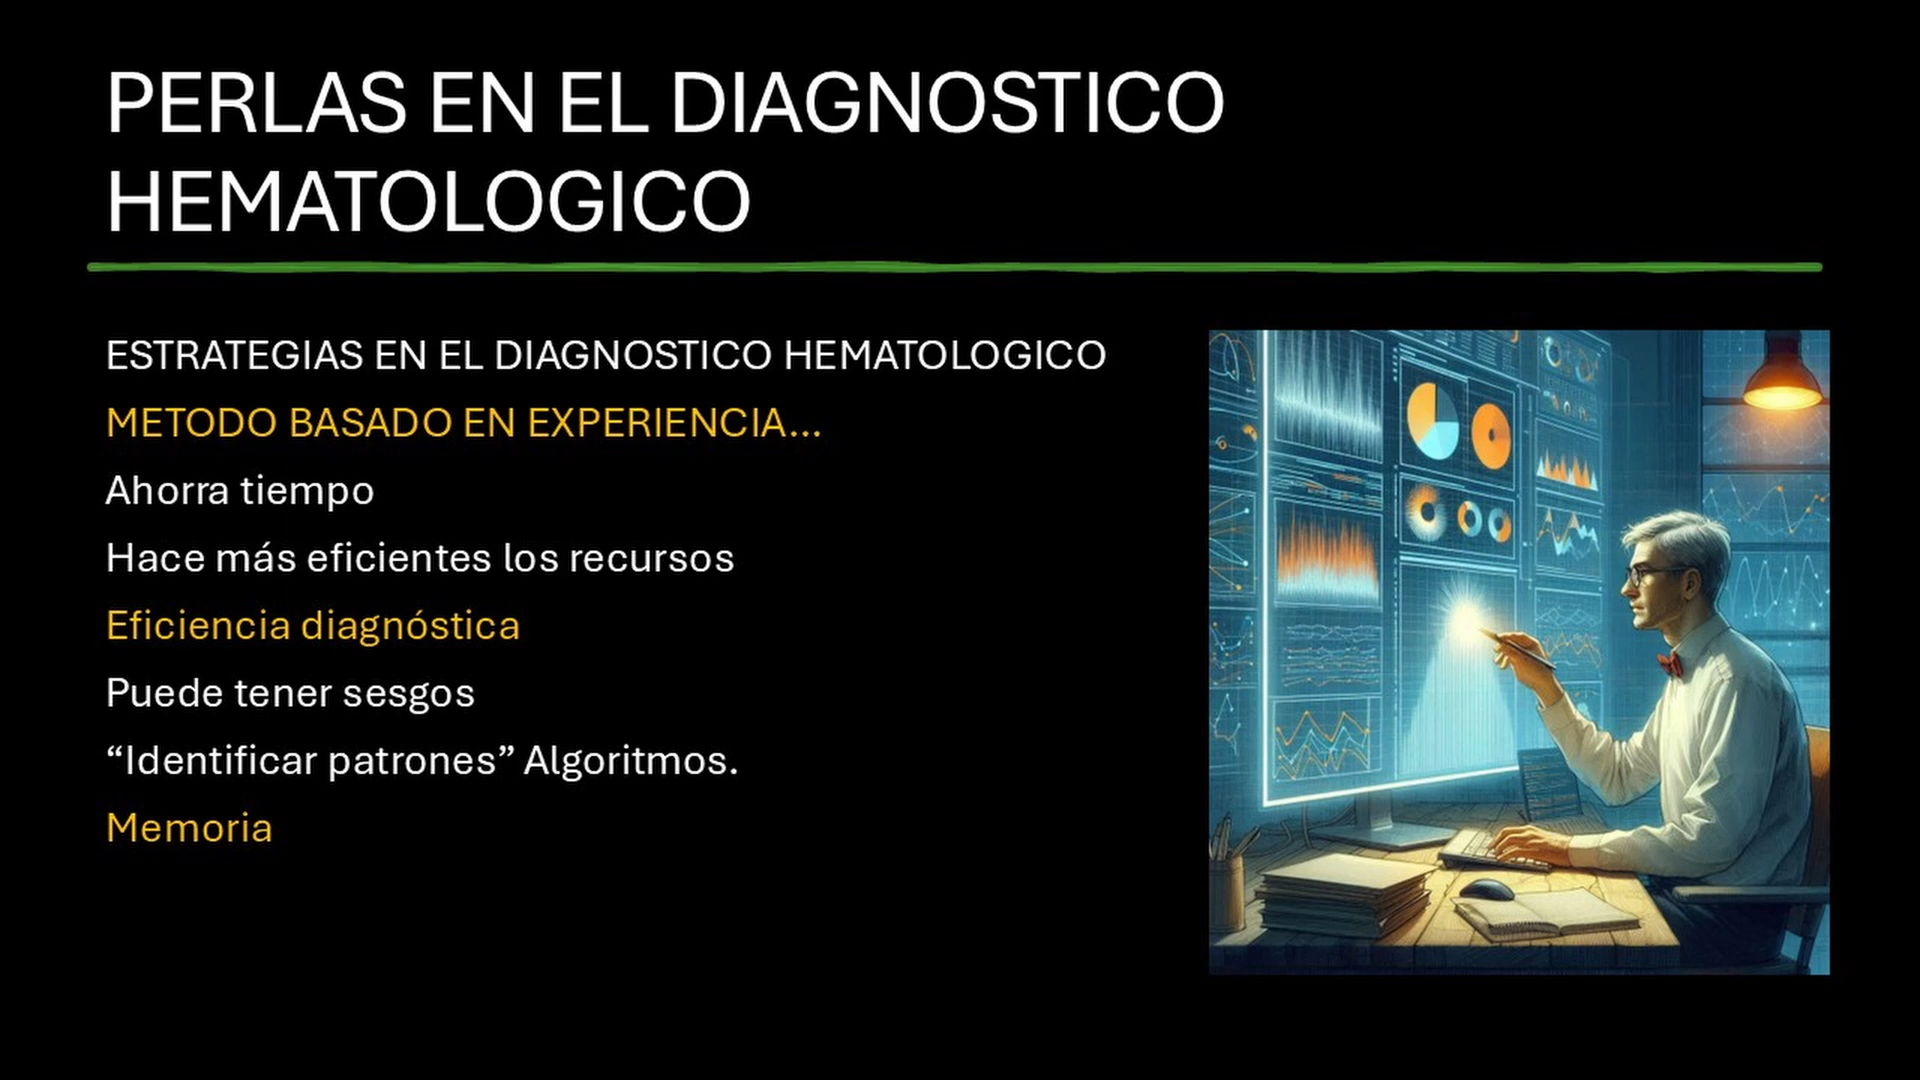 PERLAS EN EL DIAGNOSTICO
HEMATOLOGICO
ESTRATEGIAS EN EL DIAGNOSTICO HEMATOLOGICO
METODO BASADO EN EXPERIENCIA...
Ahorra tiempo
Hace más eficientes los recursos
Eficiencia diagnóstica
Puede tener sesgos
“Identificar patrones” Algoritmos.
Memoria